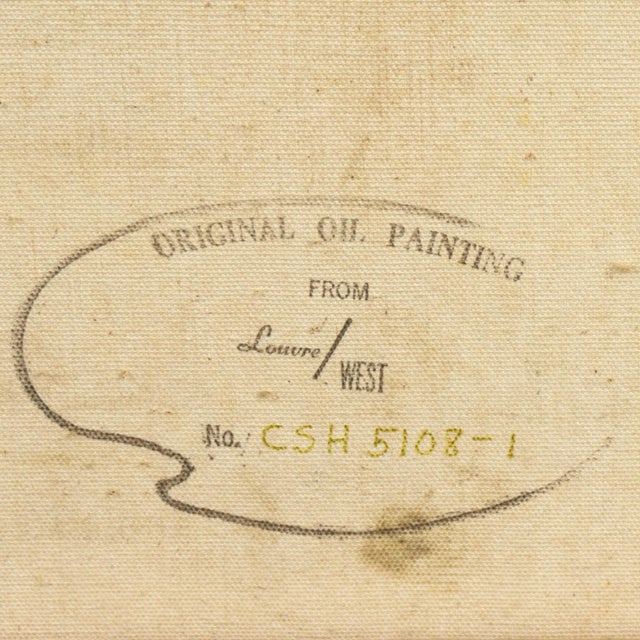 ORIGINAL OIL PAINTING
FROM
Louvre/
WEST
No. CSH 5108-1